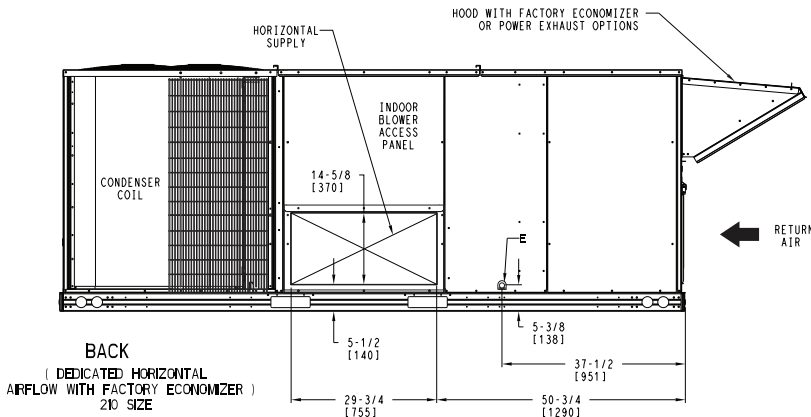 HOOD WITH FACTORY ECONOMIZER
OR POWER EXHAUST OPTIONS
HORIZONTAL
SUPPLY
INDOOR
BLOWER
ACCESS
PANEL
CONDENSER
COIL
14-5/8
[370]
E
RETURN
AIR
5-1/2
[140]
5-3/8
[138]
37-1/2
[951]
29-3/4
[755]
50-3/4
[1290]
BACK
( DEDICATED HORIZONTAL
AIRFLOW WITH FACTORY ECONOMIZER )
210 SIZE